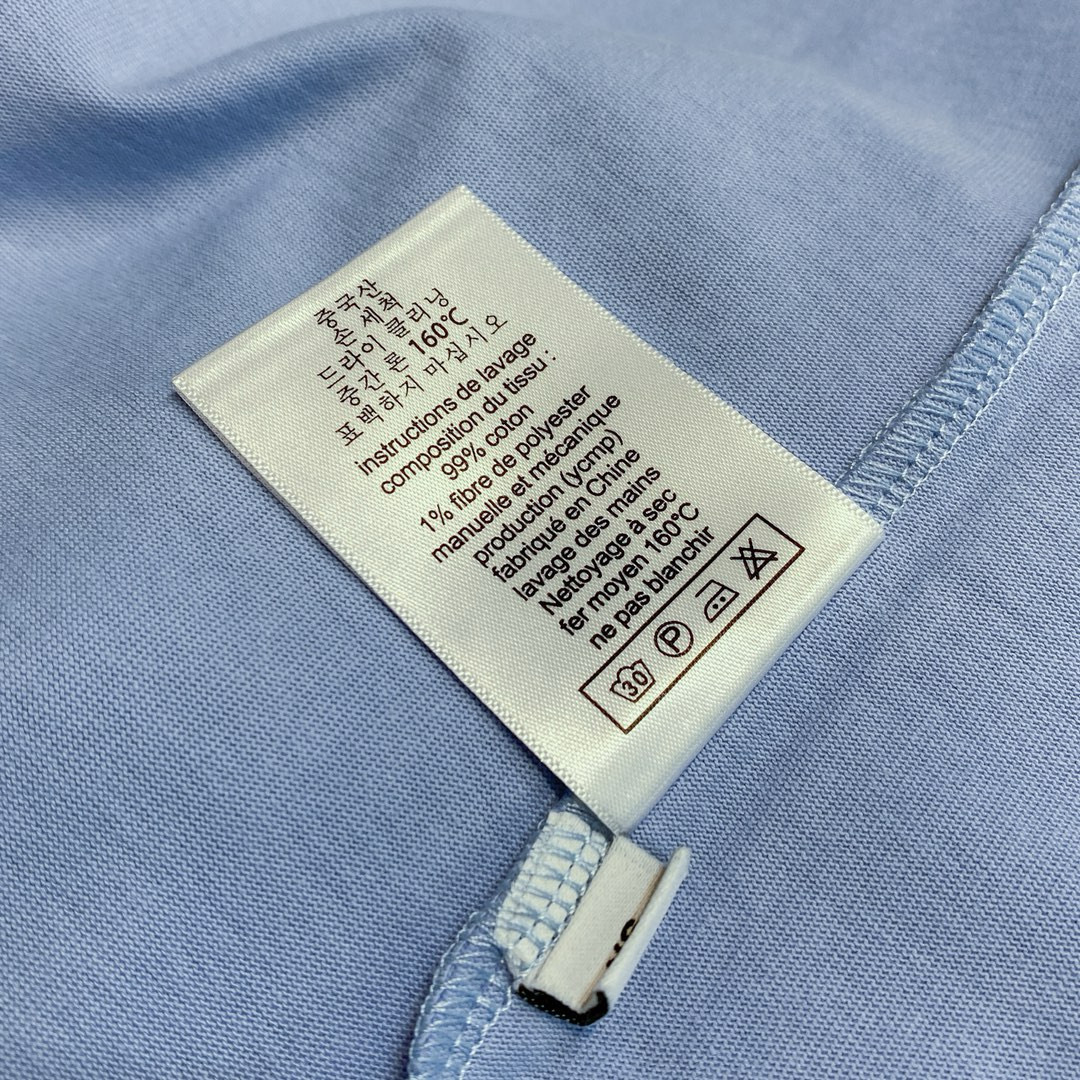 중국산
손 세척
드라이 클리닝
중간 론 160℃
표백하지 마십시오
instructions de lavage
composition du tissu :
99% coton
1% fibre de polyester
manuelle et mécanique
production (ycmp)
fabriqué en Chine
lavage des mains
Nettoyage à sec
fer moyen 160℃
ne pas blanchir
30 P